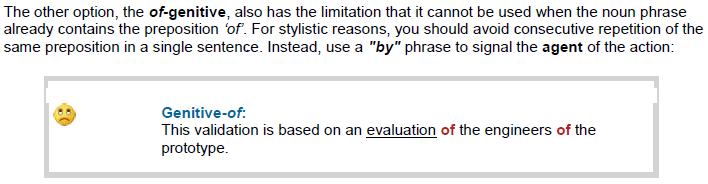 The other option, the of-genitive, also has the limitation that it cannot be used when the noun phrase
already contains the preposition 'of'. For stylistic reasons, you should avoid consecutive repetition of the
same preposition in a single sentence. Instead, use a "by" phrase to signal the agent of the action:
Genitive-of:
This validation is based on an evaluation of the engineers of the
prototype.